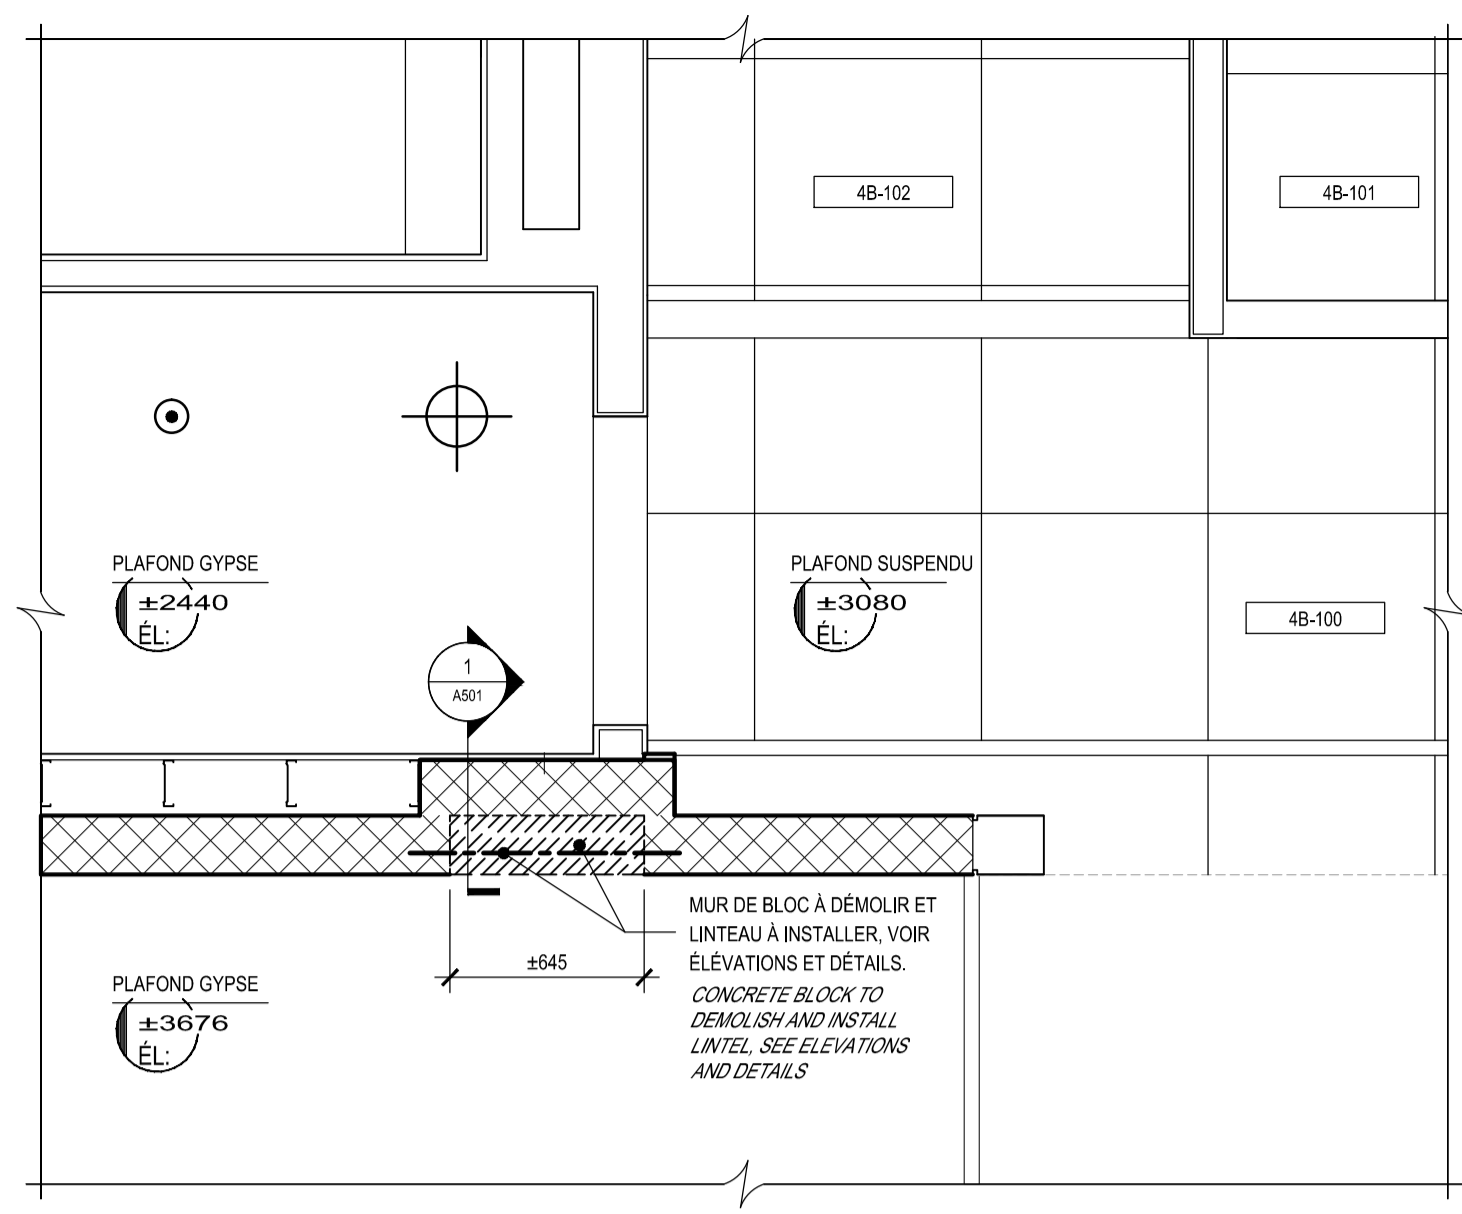 4B-102
4B-101
PLAFOND GYPSE
±2440
ÉL:
PLAFOND SUSPENDU
±3080
ÉL:
4B-100
1
A501
MUR DE BLOC À DÉMOLIR ET
LINTEAU À INSTALLER, VOIR
ÉLÉVATIONS ET DÉTAILS.
CONCRETE BLOCK TO
DEMOLISH AND INSTALL
LINTEL, SEE ELEVATIONS
AND DETAILS
±645
PLAFOND GYPSE
±3676
ÉL: